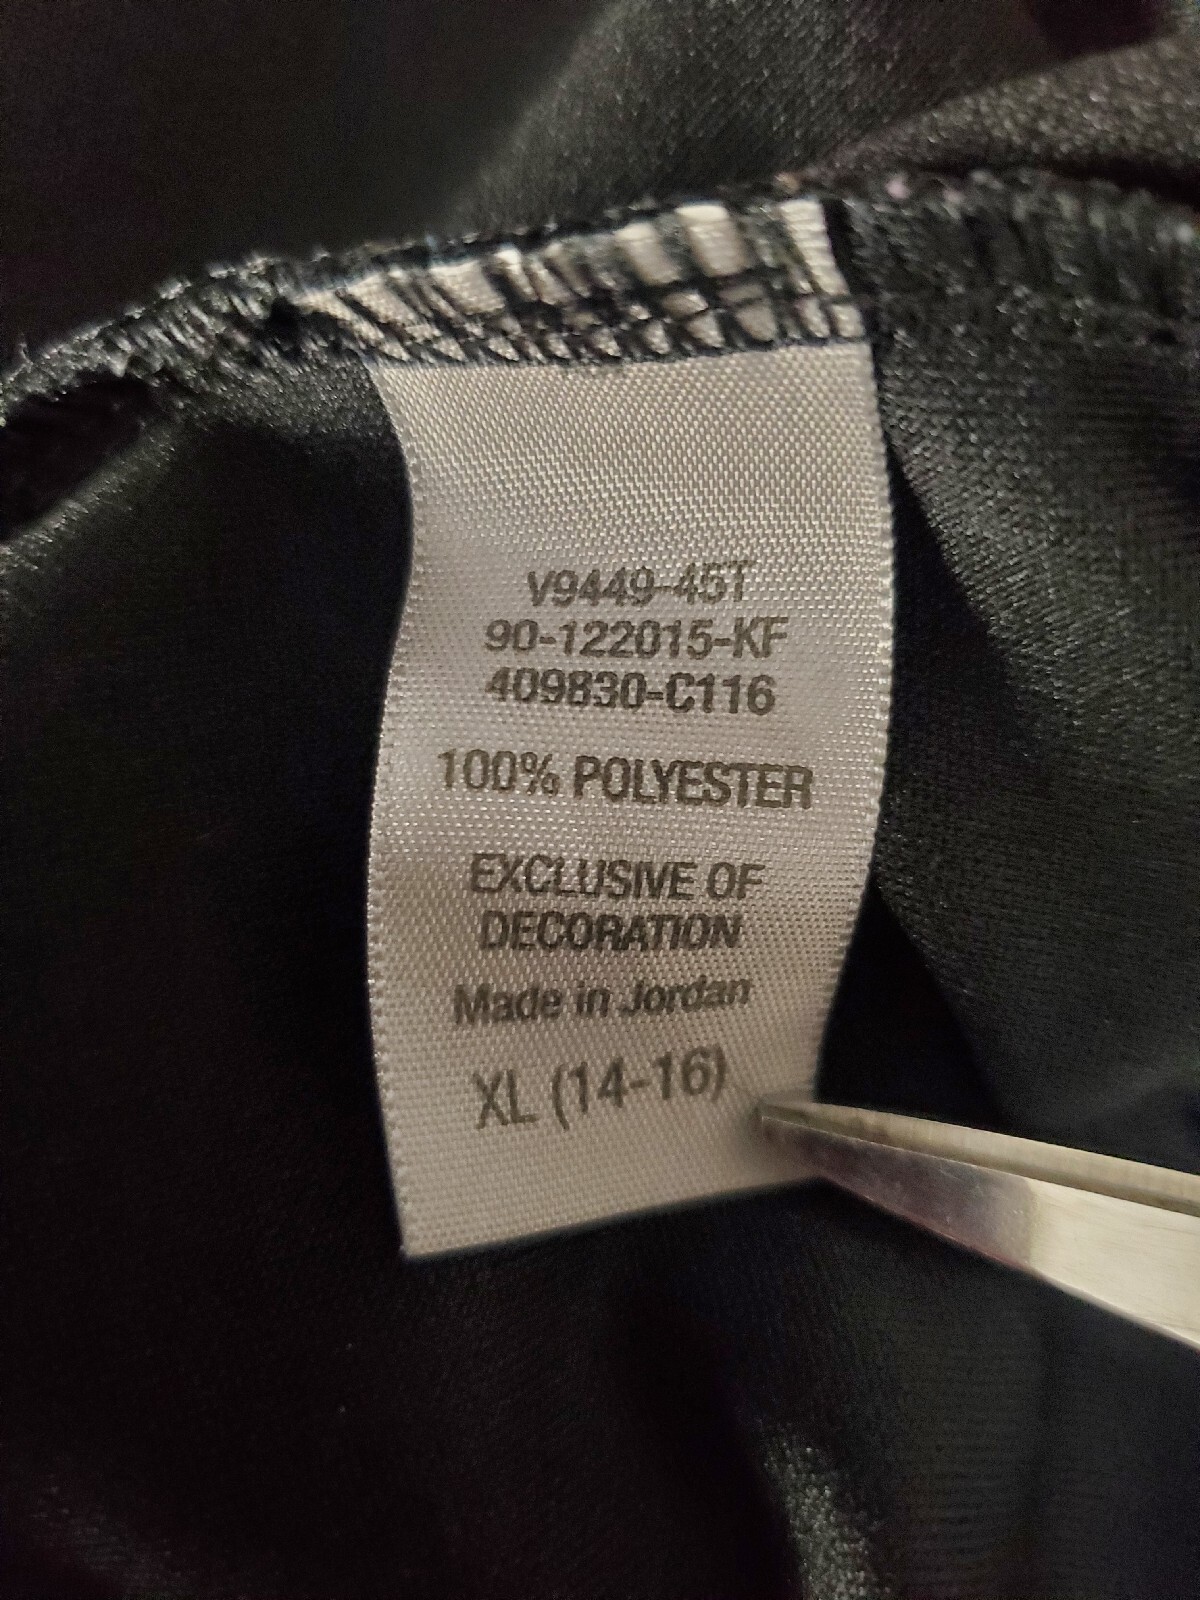 V9449-45T
90-122015-KF
409830-C116
100% POLYESTER
EXCLUSIVE OF
DECORATION
Made in Jordan
XL (14-16)